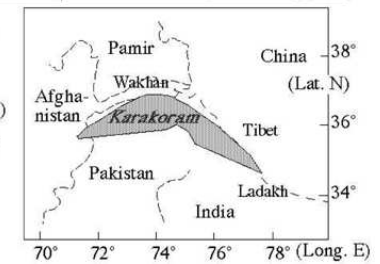 Pamir
China
38°
Wakhan
(Lat. N)
Afgha-
nistan
Karakoram
36°
Tibet
Pakistan
Ladakh
34°
India
70° 72° 74° 76° 78° (Long. E)